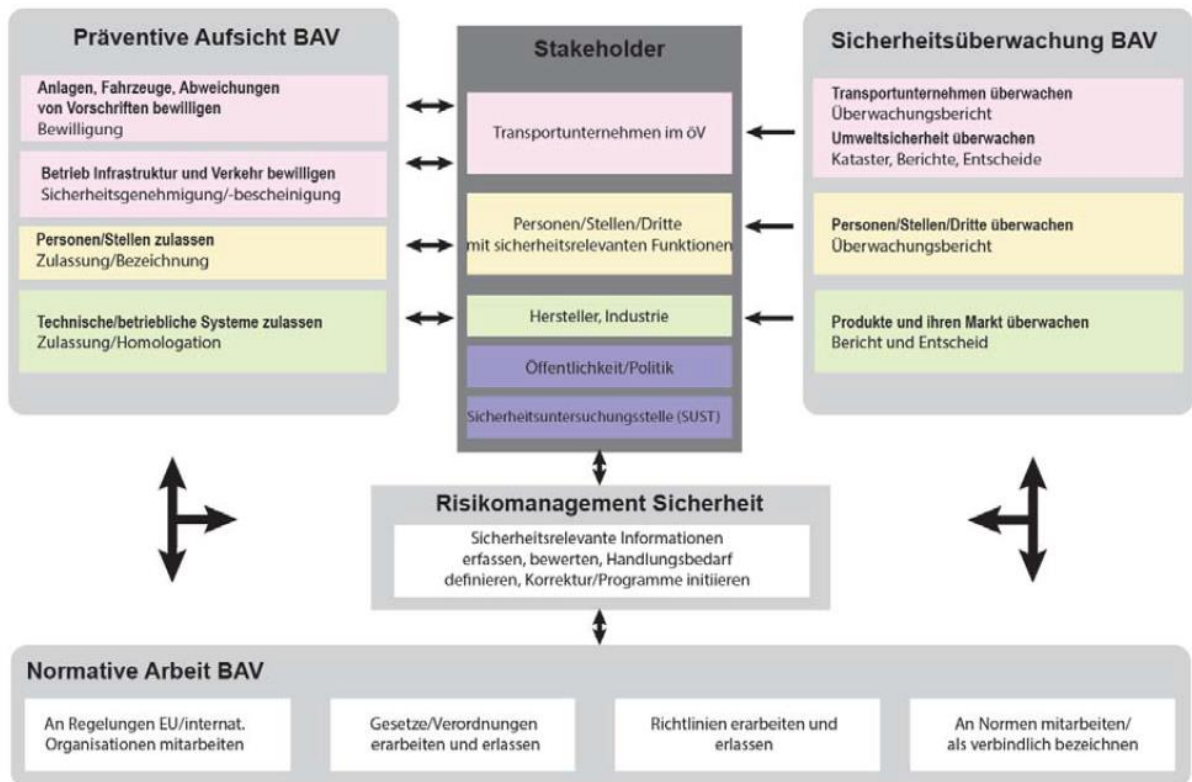 Präventive Aufsicht BAV
Anlagen, Fahrzeuge, Abweichungen
von Vorschriften bewilligen
Bewilligung
Betrieb Infrastruktur und Verkehr bewilligen
Sicherheitsgenehmigung/-bescheinigung
Personen/Stellen zulassen
Zulassung/Bezeichnung
Technische/betriebliche Systeme zulassen
Zulassung/Homologation
Stakeholder
Transportunternehmen im öV
Personen/Stellen/Dritte
mit sicherheitsrelevanten Funktionen
Hersteller, Industrie
Öffentlichkeit/Politik
Sicherheitsuntersuchungsstelle (SUST)
Sicherheitsüberwachung BAV
Transportunternehmen überwachen
Überwachungsbericht
Umweltsicherheit überwachen
Kataster, Berichte, Entscheide
Personen/Stellen/Dritte überwachen
Überwachungsbericht
Produkte und ihren Markt überwachen
Bericht und Entscheid
Risikomanagement Sicherheit
Sicherheitsrelevante Informationen
erfassen, bewerten, Handlungsbedarf
definieren, Korrektur/Programme initiieren
Normative Arbeit BAV
An Regelungen EU/internat.
Organisationen mitarbeiten
Gesetze/Verordnungen
erarbeiten und erlassen
Richtlinien erarbeiten und
erlassen
An Normen mitarbeiten/
als verbindlich bezeichnen